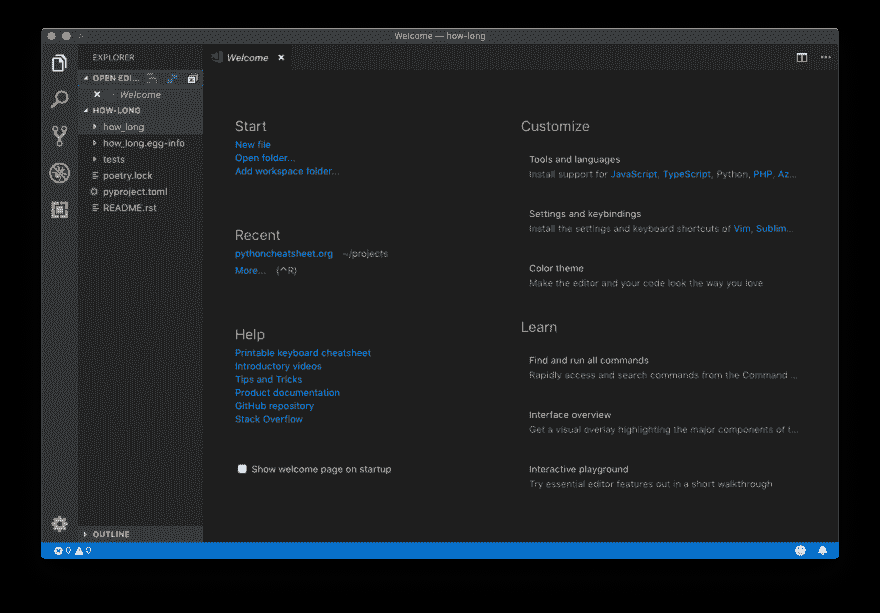 Welcome — how-long
EXPLORER
OPEN EDI...
Welcome
HOW-LONG
how_long
how_long.egg-info
tests
poetry.lock
pyproject.toml
README.rst
OUTLINE
Welcome
Start
New file
Open folder...
Add workspace folder...
Recent
pythoncheatsheet.org ~/projects
More... (^R)
Help
Printable keyboard cheatsheet
Introductory videos
Tips and Tricks
Product documentation
GitHub repository
Stack Overflow
Show welcome page on startup
Customize
Tools and languages
Install support for JavaScript, TypeScript, Python, PHP, Az...
Settings and keybindings
Install the settings and keyboard shortcuts of Vim, Sublim...
Color theme
Make the editor and your code look the way you love
Learn
Find and run all commands
Rapidly access and search commands from the Command ...
Interface overview
Get a visual overlay highlighting the major components of t...
Interactive playground
Try essential editor features out in a short walkthrough
0 0